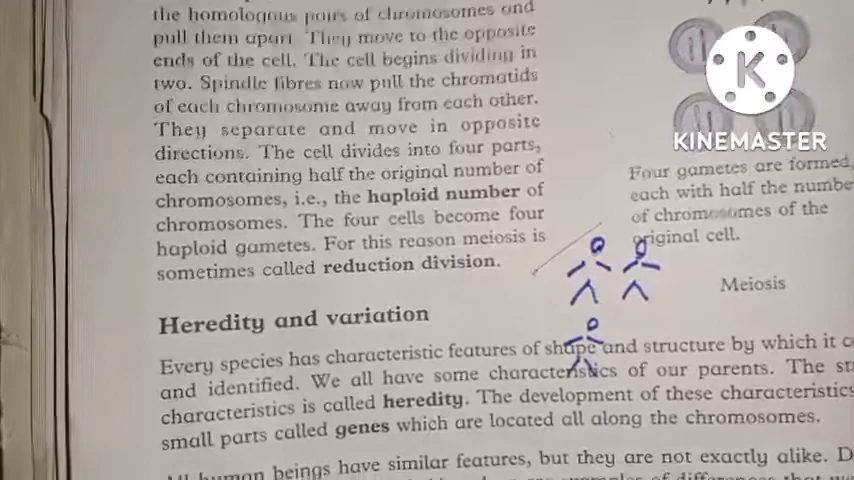 the homologous pairs of chromosomes and
pull them apart. They move to the opposite
ends of the cell. The cell begins dividing in
two. Spindle fibres now pull the chromatids
of each chromosome away from each other.
They separate and move in opposite
directions. The cell divides into four parts,
each containing half the original number of
chromosomes, i.e., the haploid number of
chromosomes. The four cells become four
haploid gametes. For this reason meiosis is
sometimes called reduction division.
K
KINEMASTER
Four gametes are formed,
each with half the number
of chromosomes of the
original cell.
Meiosis
Heredity and variation
Every species has characteristic features of shape and structure by which it
and identified. We all have some characteristics of our parents. The
characteristics is called heredity. The development of these characteristics
small parts called genes which are located all along the chromosomes.
All human beings have similar features, but they are not exactly alike.
examples of differences that